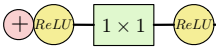 + ReLU 1 × 1 ReLU